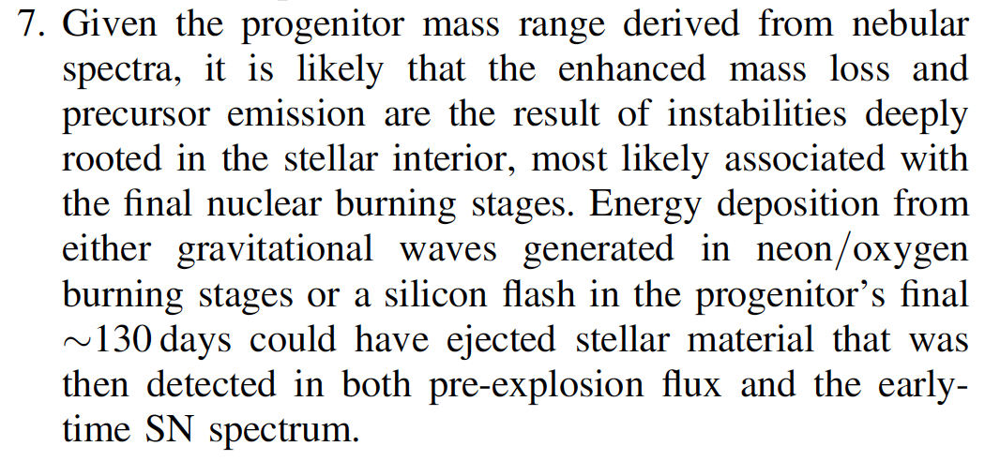 7. Given the progenitor mass range derived from nebular
spectra, it is likely that the enhanced mass loss and
precursor emission are the result of instabilities deeply
rooted in the stellar interior, most likely associated with
the final nuclear burning stages. Energy deposition from
either gravitational waves generated in neon/oxygen
burning stages or a silicon flash in the progenitor’s final
∼130 days could have ejected stellar material that was
then detected in both pre-explosion flux and the early-
time SN spectrum.